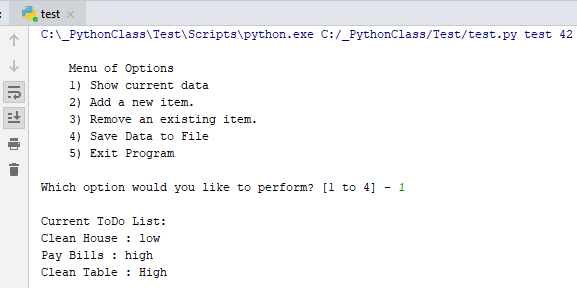 test
C:\_PythonClass\Test\Scripts\python.exe C:/_PythonClass/Test/test.py test 42
Menu of Options
1) Show current data
2) Add a new item.
3) Remove an existing item.
4) Save Data to File
5) Exit Program
Which option would you like to perform? [1 to 4] - 1
Current ToDo List:
Clean House : low
Pay Bills : high
Clean Table : High